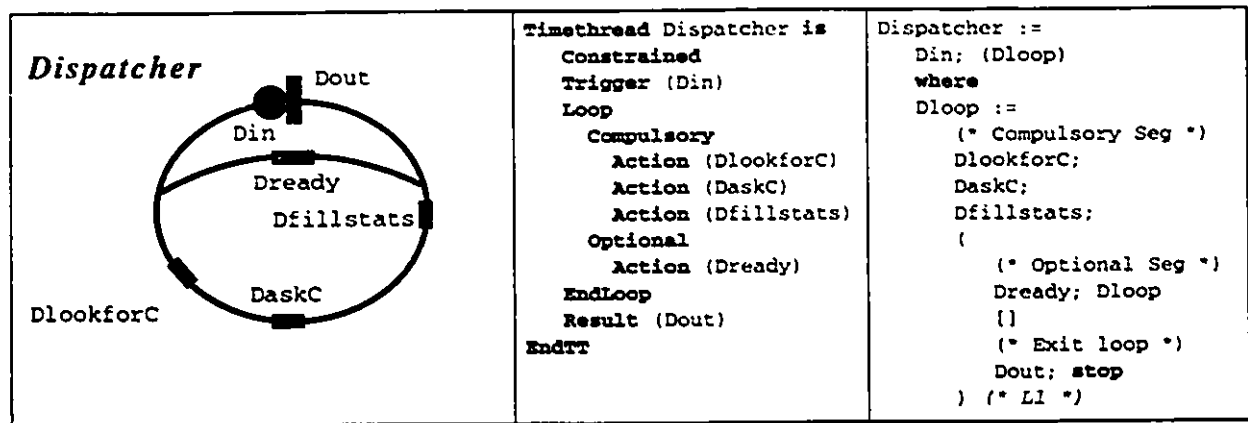 Dispatcher
Dout
Din
Dready
Dfillstats
DaskC
DlookforC
Timethread Dispatcher is
Constrained
Trigger (Din)
Loop
Compulsory
Action (DlookforC)
Action (DaskC)
Action (Dfillstats)
Optional
Action (Dready)
EndLoop
Result (Dout)
EndTT
Dispatcher :=
Din; (Dloop)
where
Dloop :=
(* Compulsory Seg *)
DlookforC;
DaskC;
Dfillstats;
(
(* Optional Seg *)
Dready; Dloop
[]
(* Exit loop *)
Dout; stop
) (* L1 *)